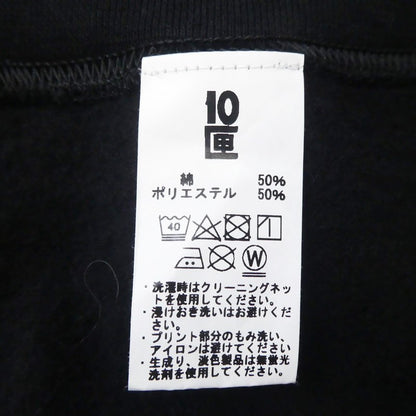 10
匣
綿 50%
ポリエステル 50%
40
W
・洗濯時はクリーニングネッ
トを使用してください。
・浸けおき洗いはお避けくだ
さい。
・プリント部分のもみ洗い、
アイロンは避けてください
・生成り、淡色製品は無蛍光
洗剤を使用してください。